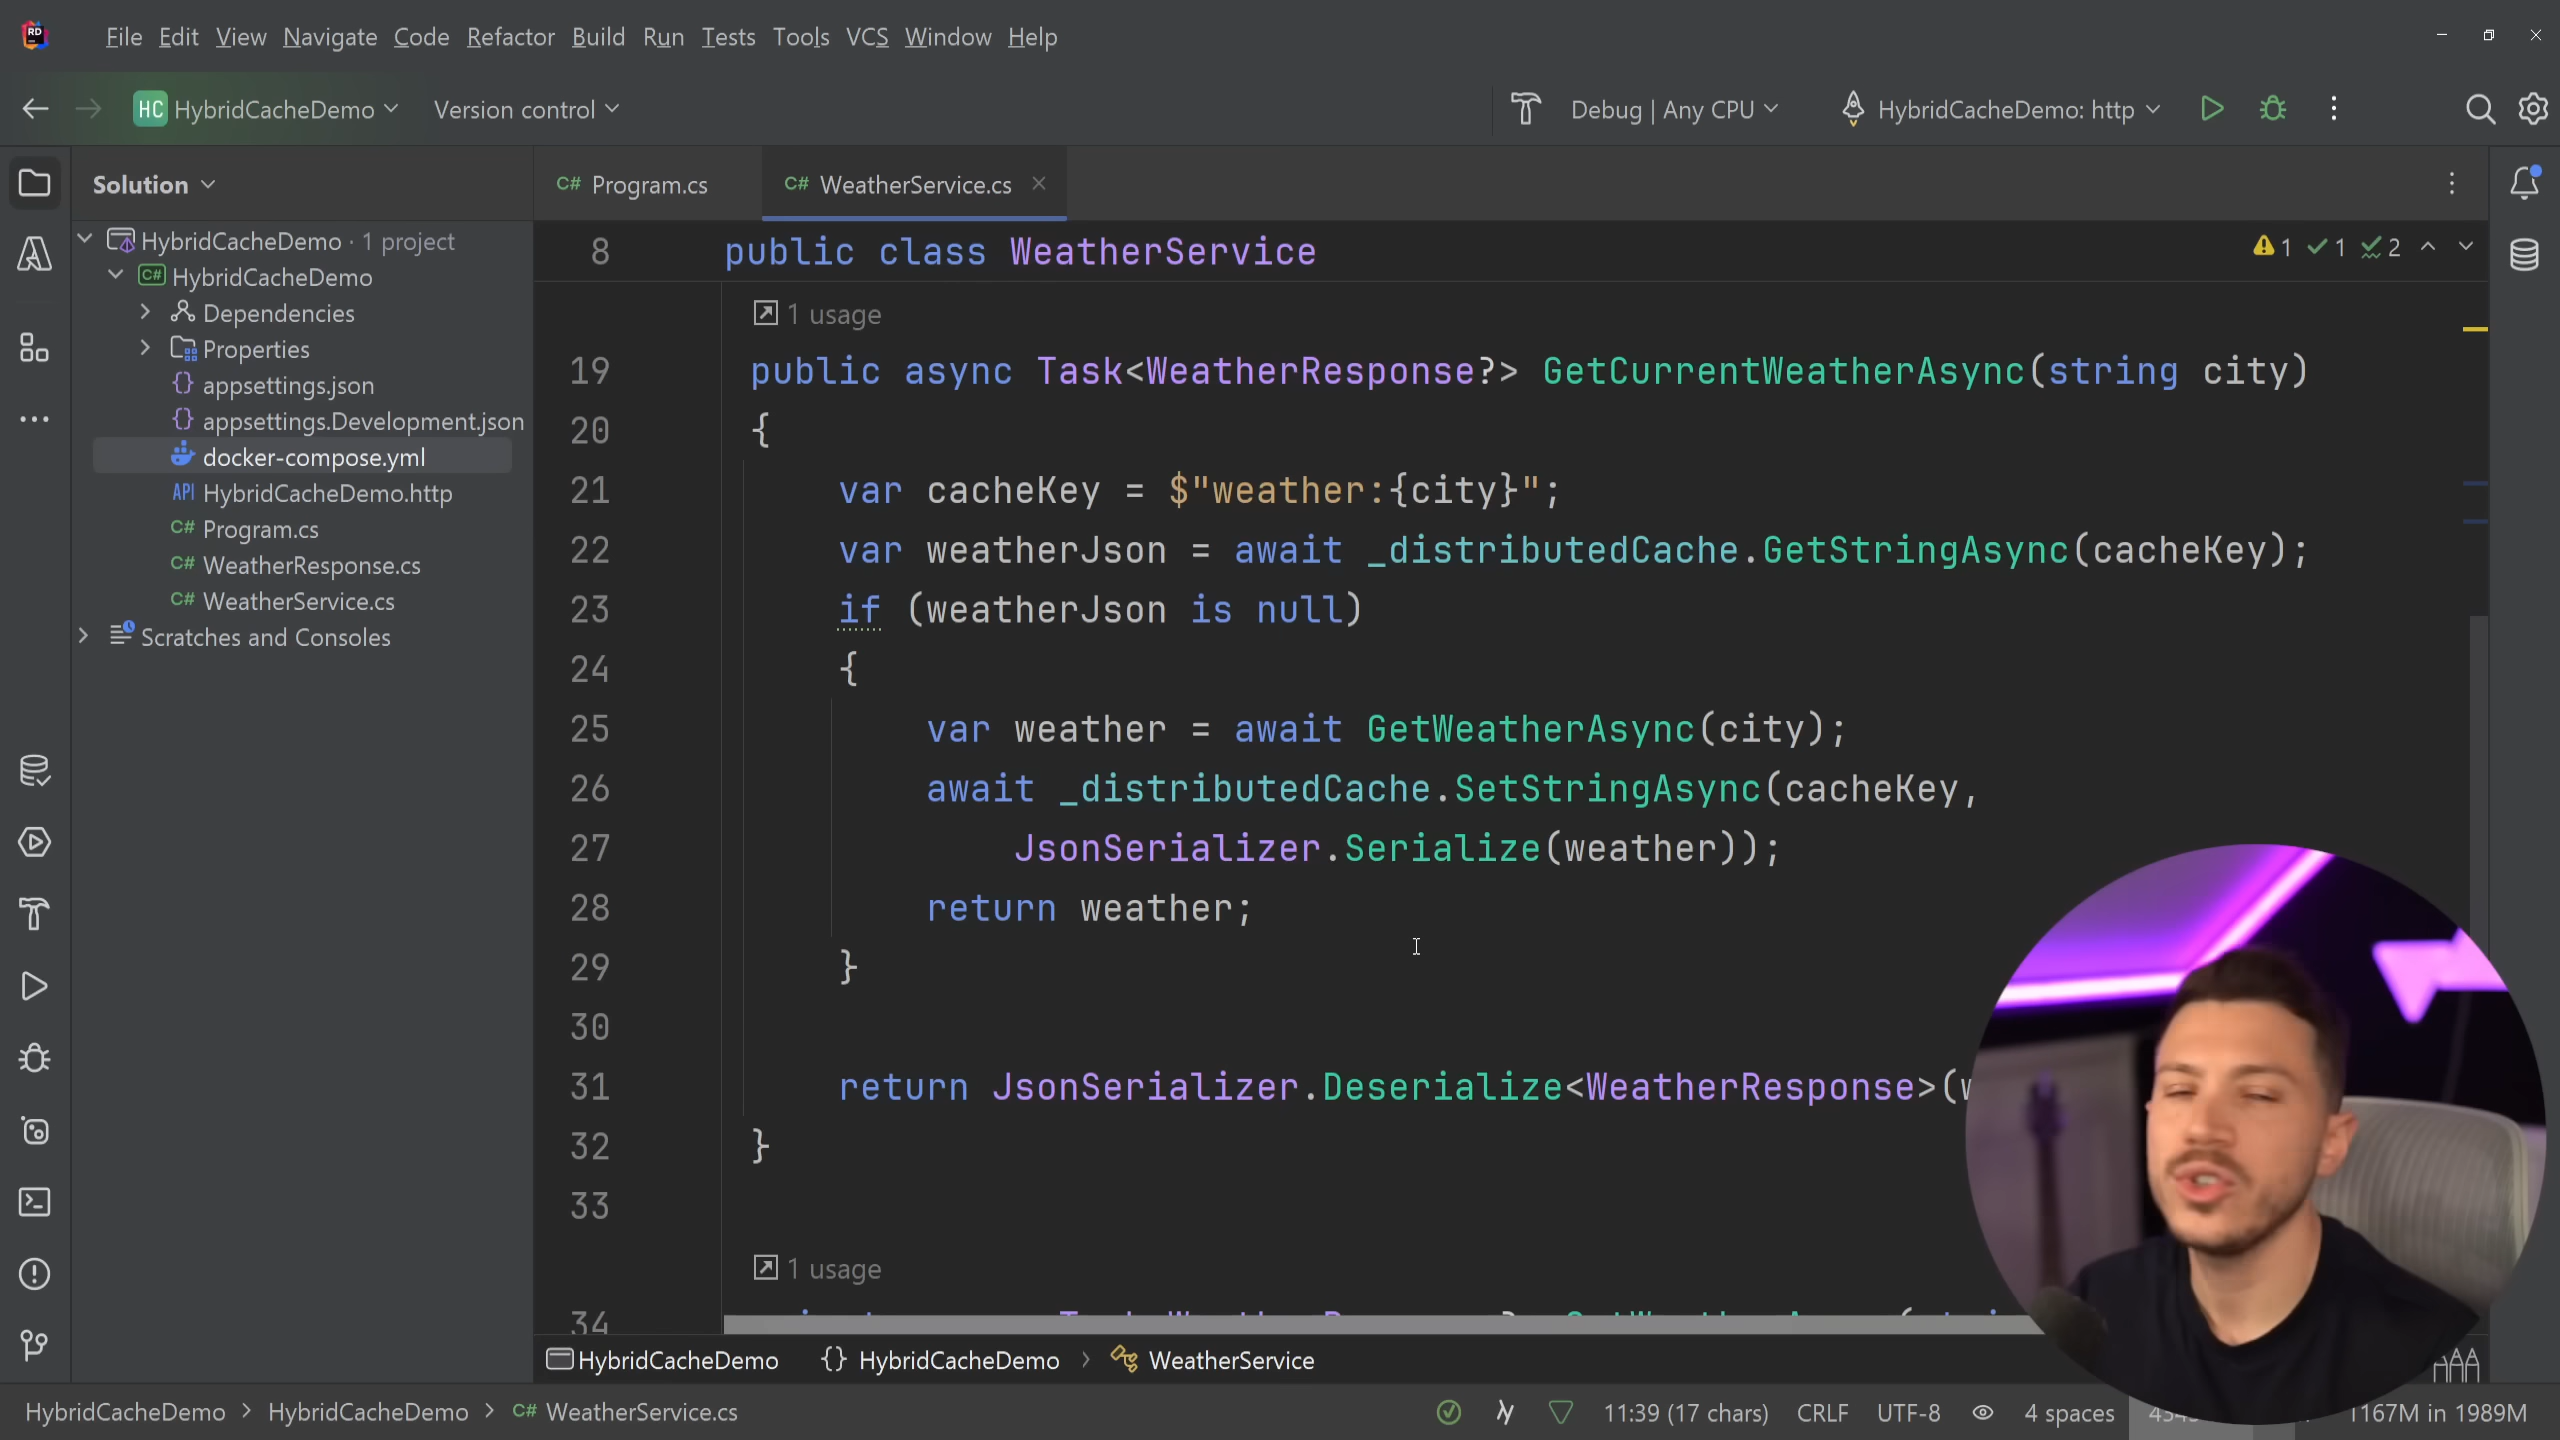 RD File Edit View Navigate Code Refactor Build Run Tests Tools VCS Window Help
HC HybridCacheDemo Version control Debug | Any CPU HybridCacheDemo: http
Solution
C# Program.cs C# WeatherService.cs
HybridCacheDemo · 1 project
C# HybridCacheDemo
Dependencies
Properties
{} appsettings.json
{} appsettings.Development.json
docker-compose.yml
API HybridCacheDemo.http
C# Program.cs
C# WeatherResponse.cs
C# WeatherService.cs
Scratches and Consoles
8 public class WeatherService
1 1 2
1 usage
19 public async Task<WeatherResponse?> GetCurrentWeatherAsync(string city)
20 {
21 var cacheKey = $"weather:{city}";
22 var weatherJson = await _distributedCache.GetStringAsync(cacheKey);
23 if (weatherJson is null)
24 {
25 var weather = await GetWeatherAsync(city);
26 await _distributedCache.SetStringAsync(cacheKey,
27 JsonSerializer.Serialize(weather));
28 return weather;
29 }
30
31 return JsonSerializer.Deserialize<WeatherResponse>(
32 }
33
1 usage
34
HybridCacheDemo {} HybridCacheDemo > WeatherService
HybridCacheDemo > HybridCacheDemo > C# WeatherService.cs 11:39 (17 chars) CRLF UTF-8 4 spaces 1167M in 1989M